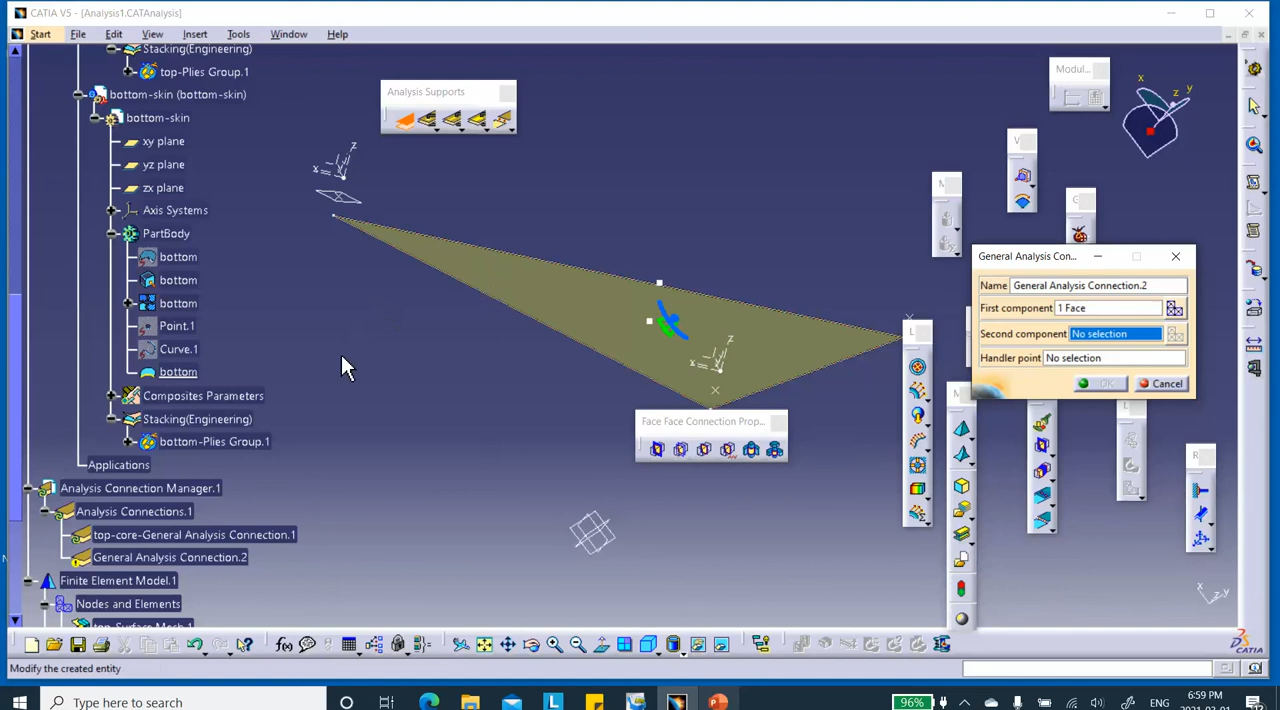 CATIA V5 - [Analysis1.CATAnalysis]
Start File Edit View Insert Tools Window Help
Stacking(Engineering)
top-Plies Group.1
bottom-skin (bottom-skin)
bottom-skin
xy plane
yz plane
zx plane
Axis Systems
PartBody
bottom
bottom
bottom
Point.1
Curve.1
bottom
Composites Parameters
Stacking(Engineering)
bottom-Plies Group.1
Applications
Analysis Connection Manager.1
Analysis Connections.1
top-core-General Analysis Connection.1
General Analysis Connection.2
Finite Element Model.1
Nodes and Elements
top-Surface Mesh.1
Analysis Supports
x
z
x
z
Face Face Connection Prop...
Modul...
x
z
y
V
M
G
L
M
L
R
General Analysis Con...
Name General Analysis Connection.2
First component 1 Face
Second component No selection
Handler point No selection
OK Cancel
x
z
y
f(x)
CATIA
Modify the created entity
Type here to search
96%
ENG
6:59 PM